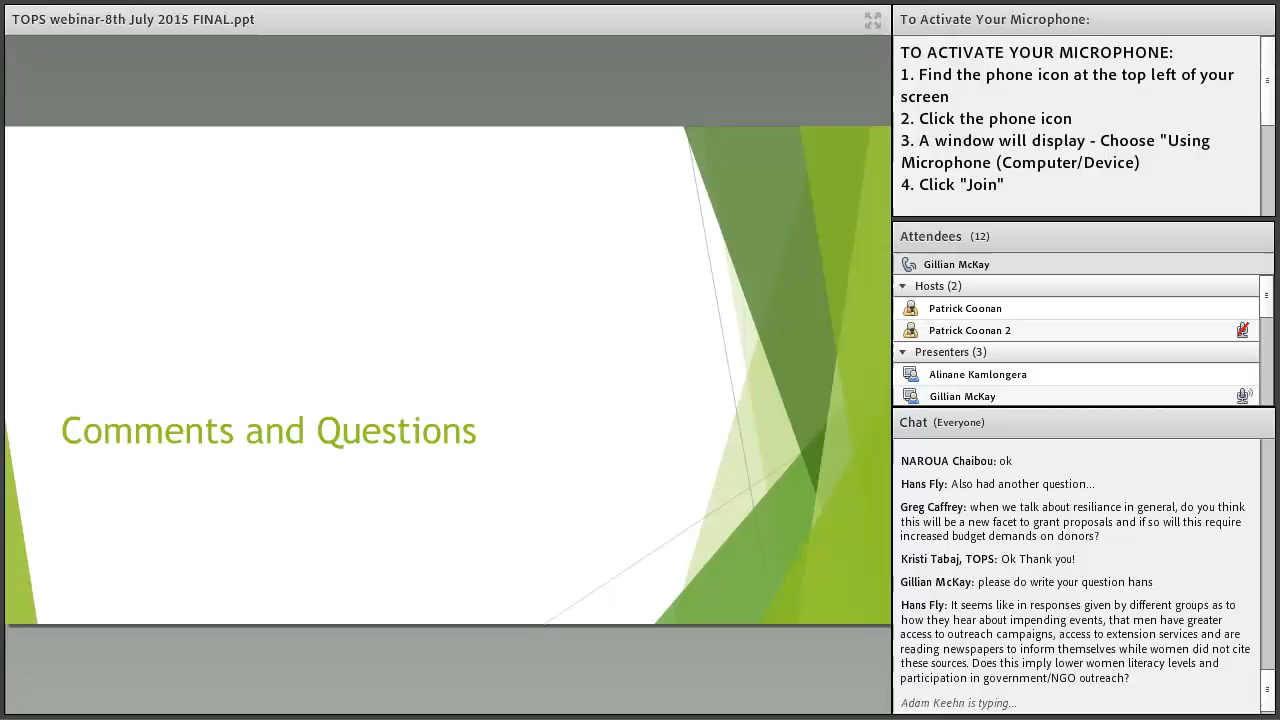 TOPS webinar-8th July 2015 FINAL.ppt
Comments and Questions
To Activate Your Microphone:
TO ACTIVATE YOUR MICROPHONE:
1. Find the phone icon at the top left of your
screen
2. Click the phone icon
3. A window will display - Choose "Using
Microphone (Computer/Device)
4. Click "Join"
Attendees (12)
Gillian McKay
Hosts (2)
Patrick Coonan
Patrick Coonan 2
Presenters (3)
Alinane Kamlongera
Gillian McKay
Chat (Everyone)
NAROUA Chaibou: ok
Hans Fly: Also had another question...
Greg Caffrey: when we talk about resiliance in general, do you think
this will be a new facet to grant proposals and if so will this require
increased budget demands on donors?
Kristi Tabaj, TOPS: Ok Thank you!
Gillian McKay: please do write your question hans
Hans Fly: It seems like in responses given by different groups as to
how they hear about impending events, that men have greater
access to outreach campaigns, access to extension services and are
reading newspapers to inform themselves while women did not cite
these sources. Does this imply lower women literacy levels and
participation in government/NGO outreach?
Adam Keehn is typing...